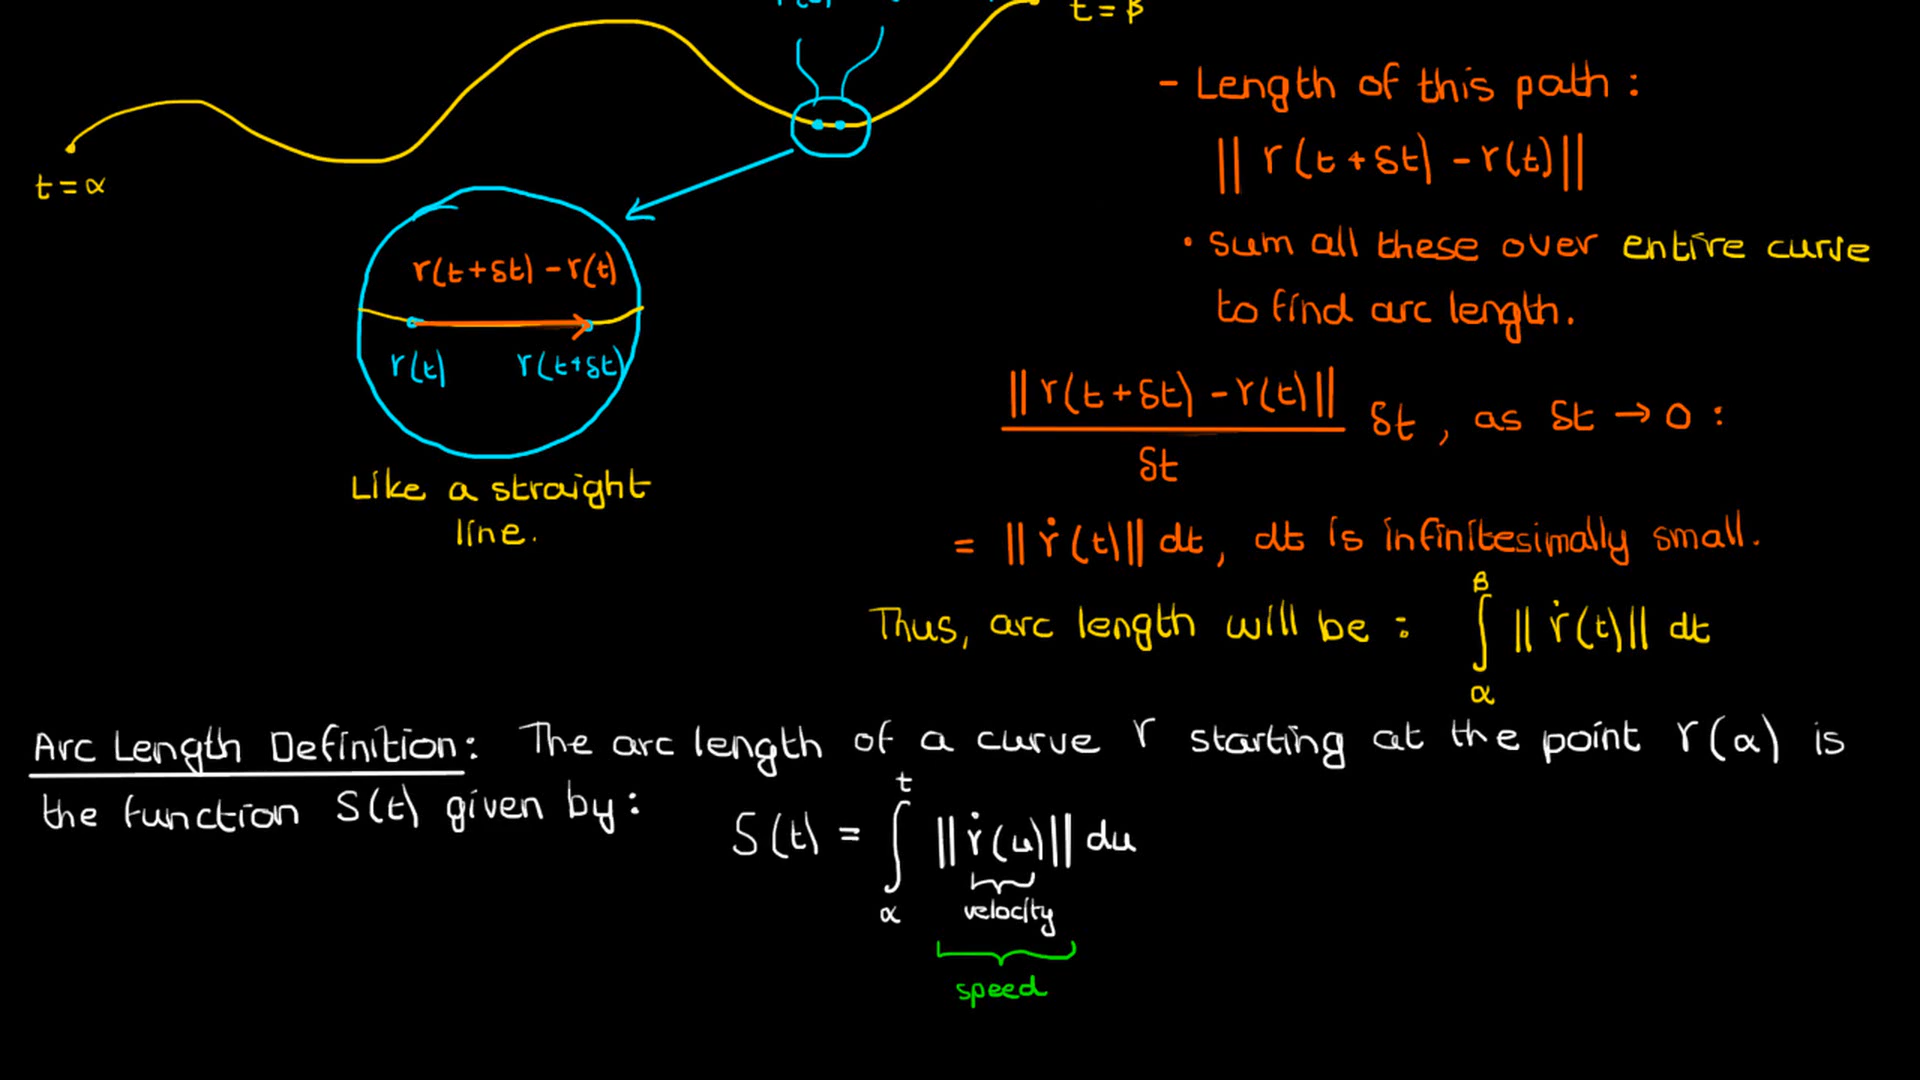 t = β
t = α
- Length of this path :
|| r(t + δt) - r(t) ||
• sum all these over entire curve
to find arc length.
r(t + δt) - r(t)
r(t) r(t+δt)
Like a straight
line.
|| r(t + δt) - r(t) ||
δt
δt , as δt → 0 :
= || ṙ(t) || dt, dt is infinitesimally small.
Thus, arc length will be : ∫_α^β || ṙ(t) || dt
Arc Length Definition: The arc length of a curve r starting at the point r(α) is
the function S(t) given by:
S(t) = ∫_α^t || ṙ(u) || du
velocity
speed